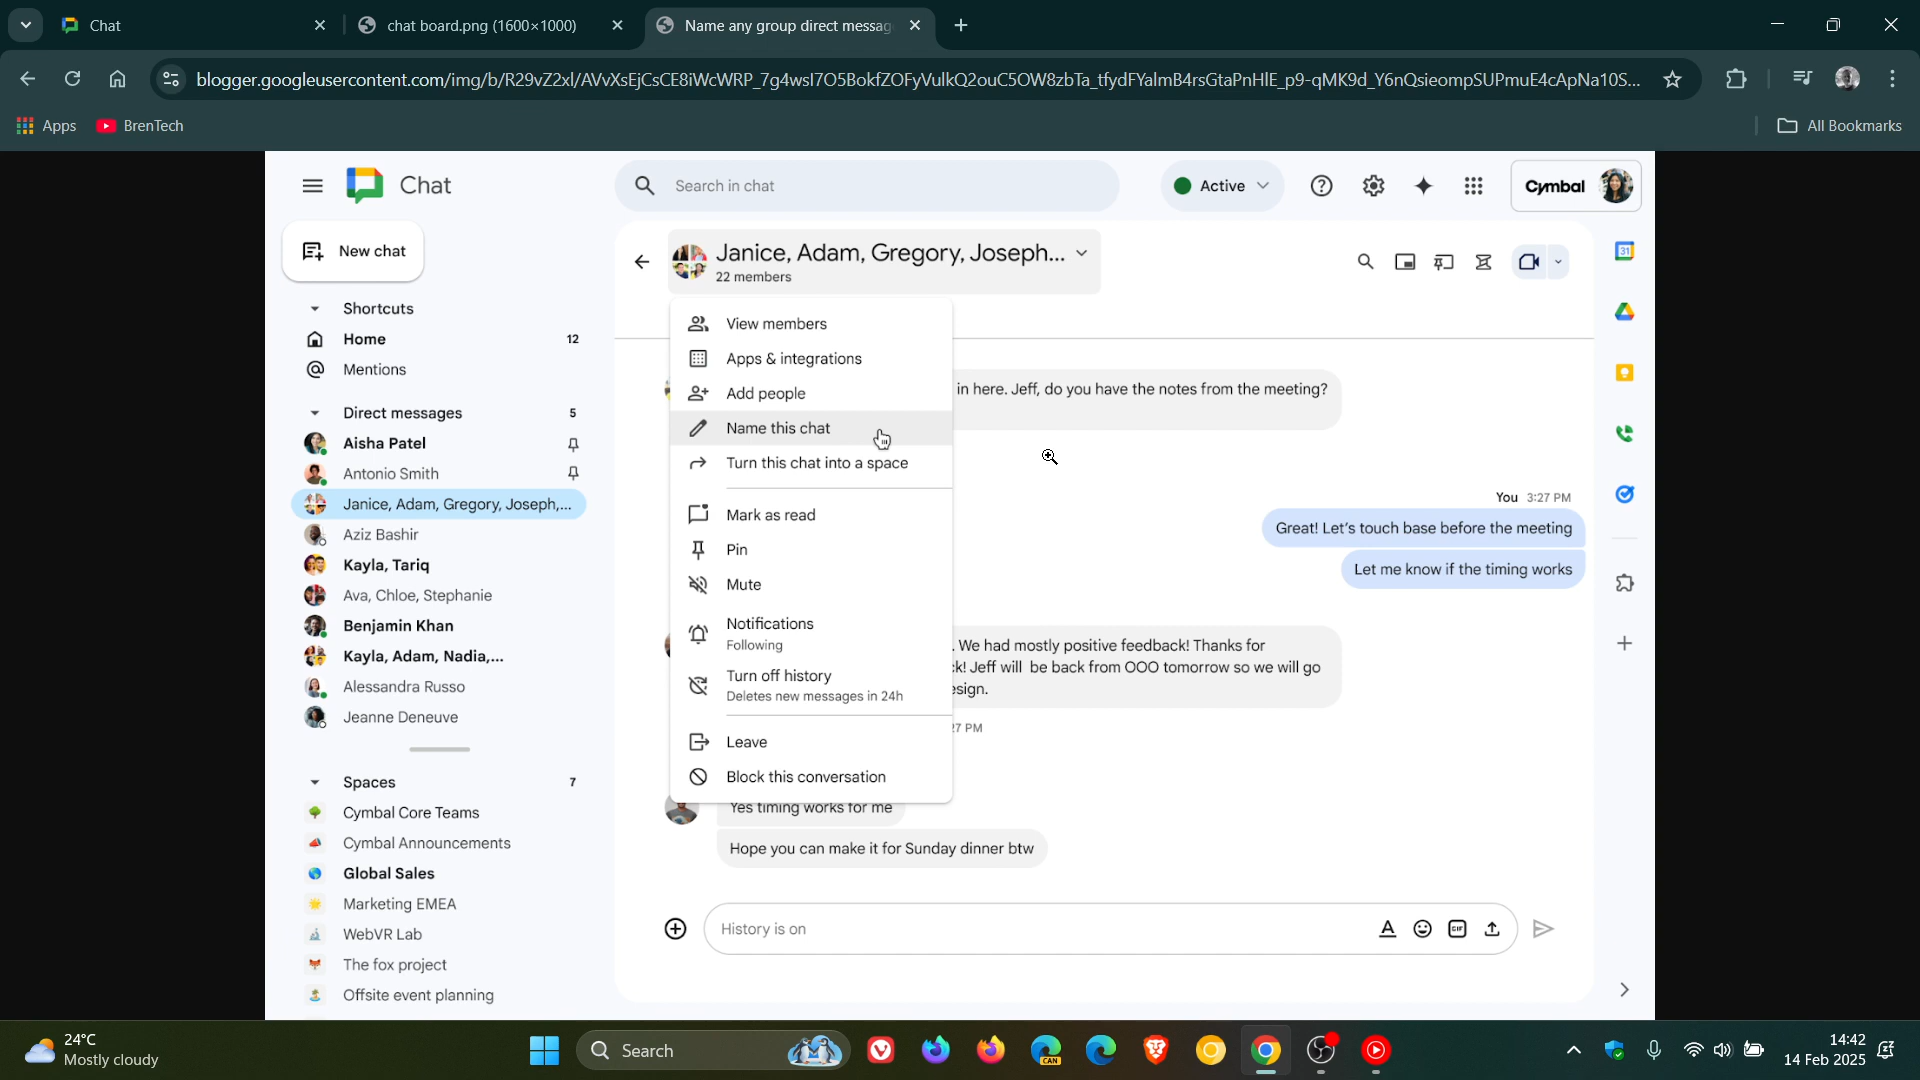 Chat
chat board.png (1600×1000)
Name any group direct messag
blogger.googleusercontent.com/img/b/R29vZ2xl/AVvXsEjCsCE8iWcWRP_7g4wsI7O5BokfZOFyVulkQ2ouC5OW8zbTa_tfydFYalmB4rsGtaPnHlE_p9-qMK9d_Y6nQsieompSUPmuE4cApNa10S...
Apps
BrenTech
All Bookmarks
Chat
Search in chat
Active
Cymbal
New chat
Janice, Adam, Gregory, Joseph...
22 members
31
Shortcuts
Home 12
Mentions
Direct messages 5
Aisha Patel
Antonio Smith
Janice, Adam, Gregory, Joseph,...
Aziz Bashir
Kayla, Tariq
Ava, Chloe, Stephanie
Benjamin Khan
Kayla, Adam, Nadia,...
Alessandra Russo
Jeanne Deneuve
Spaces 7
Cymbal Core Teams
Cymbal Announcements
Global Sales
Marketing EMEA
WebVR Lab
The fox project
Offsite event planning
View members
Apps & integrations
Add people
Name this chat
Turn this chat into a space
Mark as read
Pin
Mute
Notifications
Following
Turn off history
Deletes new messages in 24h
Leave
Block this conversation
in here. Jeff, do you have the notes from the meeting?
You 3:27 PM
Great! Let's touch base before the meeting
Let me know if the timing works
. We had mostly positive feedback! Thanks for
k! Jeff will be back from OOO tomorrow so we will go
esign.
27 PM
Yes timing works for me
Hope you can make it for Sunday dinner btw
History is on
GIF
24°C
Mostly cloudy
Search
CAN
14:42
14 Feb 2025